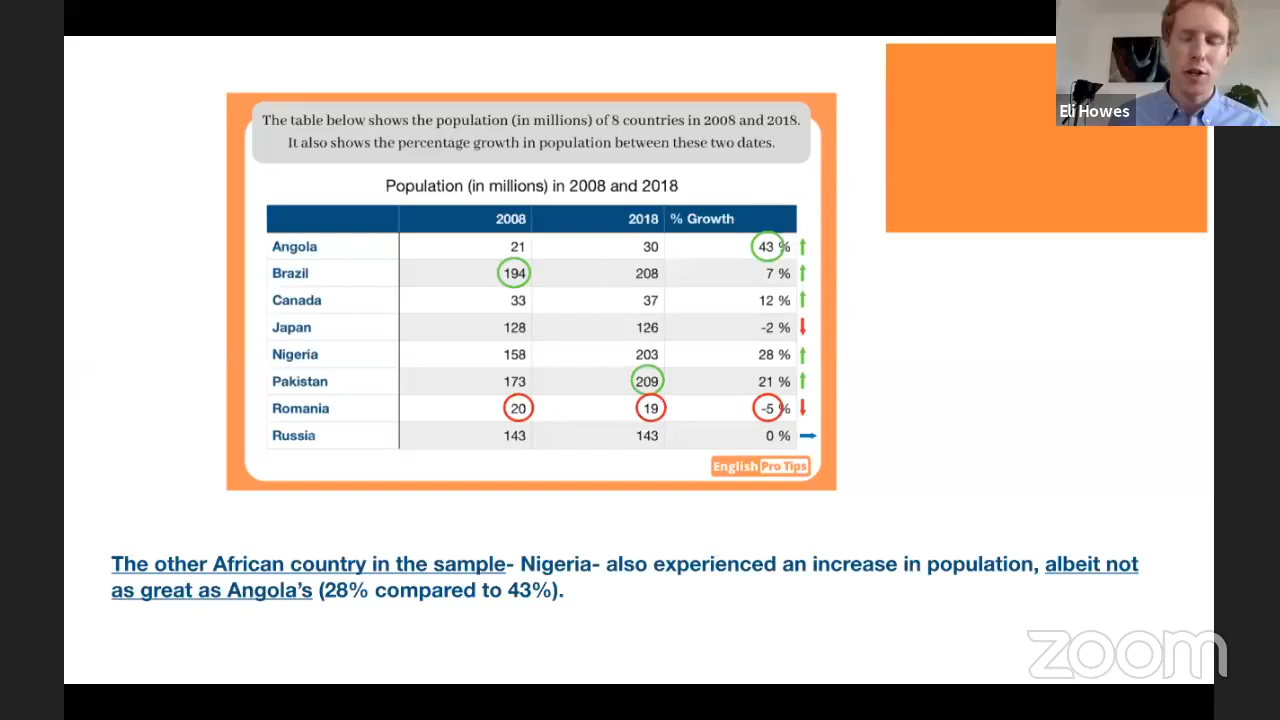 Eli Howes
The table below shows the population (in millions) of 8 countries in 2008 and 2018.
It also shows the percentage growth in population between these two dates.
Population (in millions) in 2008 and 2018
2008 2018 % Growth
Angola 21 30 43 %
Brazil 194 208 7 %
Canada 33 37 12 %
Japan 128 126 -2 %
Nigeria 158 203 28 %
Pakistan 173 209 21 %
Romania 20 19 -5 %
Russia 143 143 0 %
English Pro Tips
The other African country in the sample- Nigeria- also experienced an increase in population, albeit not
as great as Angola's (28% compared to 43%).
zoom